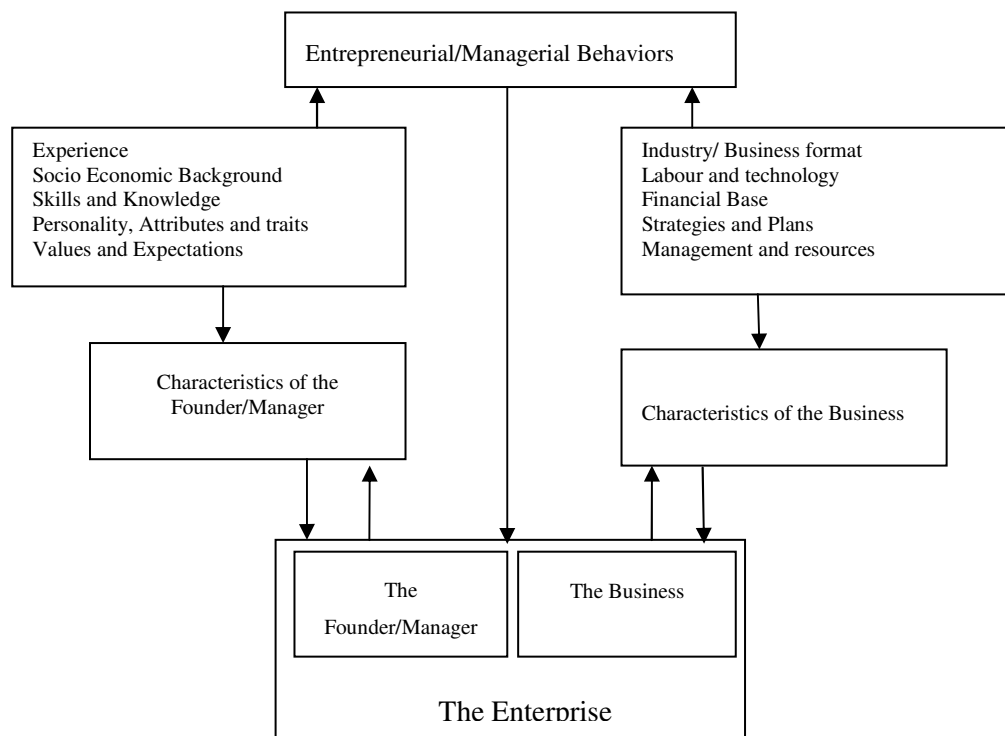 Entrepreneurial/Managerial Behaviors
Experience
Socio Economic Background
Skills and Knowledge
Personality, Attributes and traits
Values and Expectations
Industry/ Business format
Labour and technology
Financial Base
Strategies and Plans
Management and resources
Characteristics of the
Founder/Manager
Characteristics of the Business
The
Founder/Manager
The Business
The Enterprise